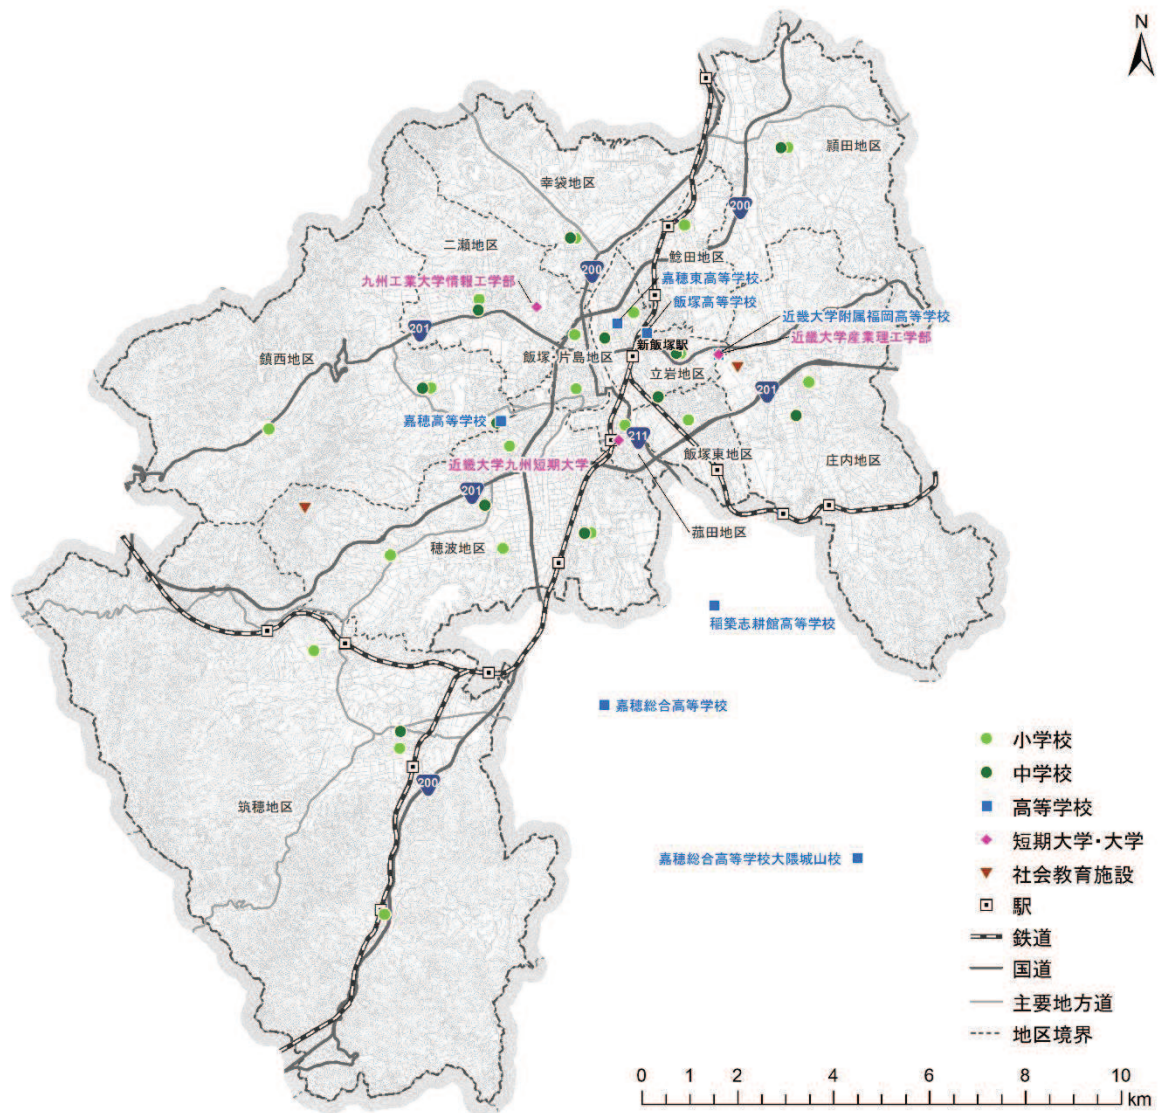 N
頴田地区
幸袋地区
200
二瀬地区
鯰田地区
200
九州工業大学情報工学部
嘉穂東高等学校
飯塚高等学校
201
近畿大学附属福岡高等学校
近畿大学産業理工学部
新飯塚駅
飯塚・片島地区
鎮西地区
立岩地区
201
嘉穂高等学校
211
飯塚東地区
庄内地区
近畿大学九州短期大学
201
菰田地区
穂波地区
稲築志耕館高等学校
嘉穂総合高等学校
200
筑穂地区
嘉穂総合高等学校大隈城山校
小学校
中学校
高等学校
短期大学・大学
社会教育施設
駅
鉄道
国道
主要地方道
地区境界
0 1 2 4 6 8 10
km